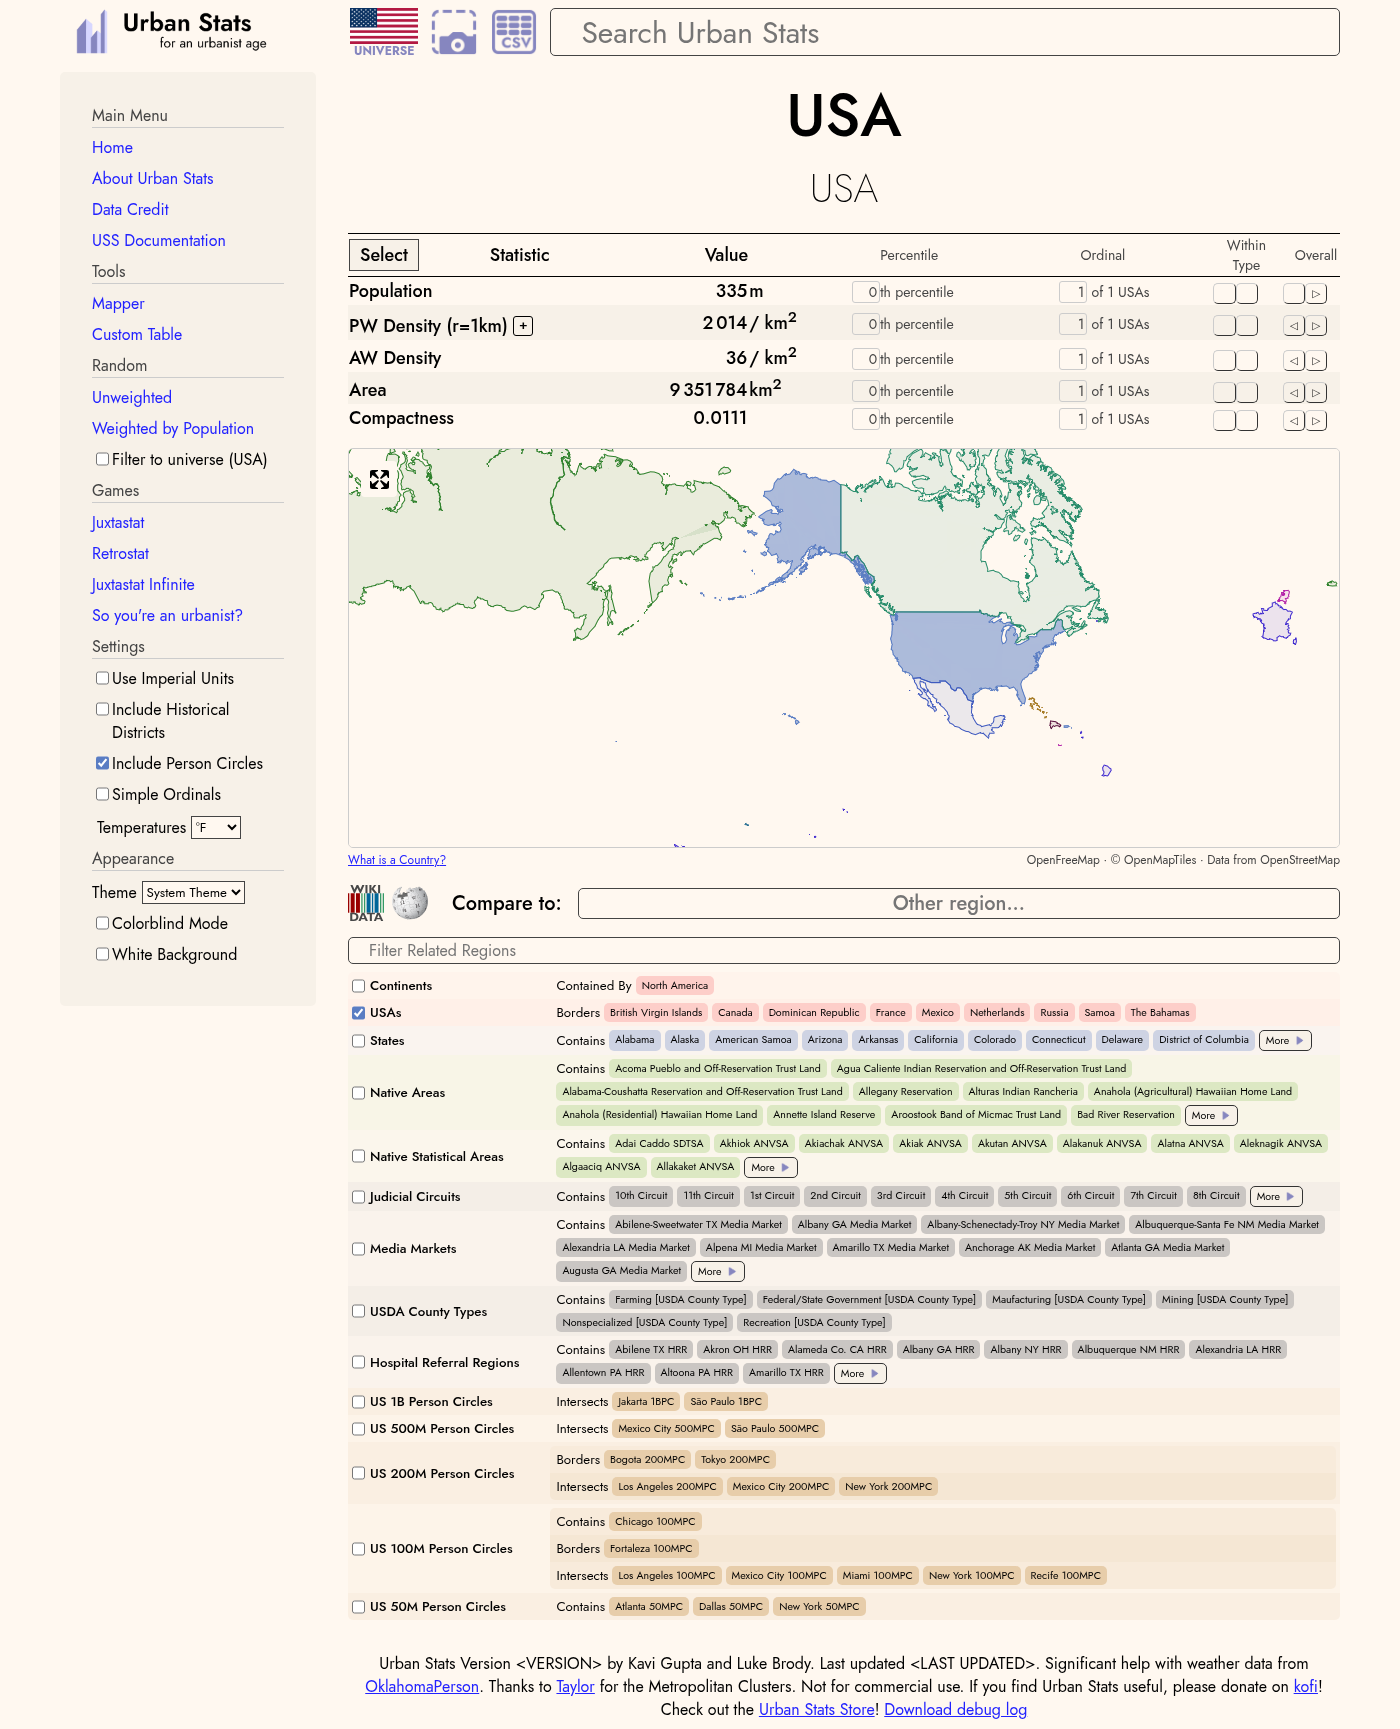 Urban Stats
for an urbanist age
UNIVERSE
CSV
Search Urban Stats
Main Menu
Home
About Urban Stats
Data Credit
USS Documentation
Tools
Mapper
Custom Table
Random
Unweighted
Weighted by Population
Filter to universe (USA)
Games
Juxtastat
Retrostat
Juxtastat Infinite
So you're an urbanist?
Settings
Use Imperial Units
Include Historical
Districts
Include Person Circles
Simple Ordinals
Temperatures °F
Appearance
Theme System Theme
Colorblind Mode
White Background
USA
USA
Select Statistic Value Percentile Ordinal Within Type Overall
Population 335 m 0th percentile 1 of 1 USAs
PW Density (r=1km) + 2 014 / km² 0th percentile 1 of 1 USAs
AW Density 36 / km² 0th percentile 1 of 1 USAs
Area 9 351 784 km² 0th percentile 1 of 1 USAs
Compactness 0.0111 0th percentile 1 of 1 USAs
What is a Country? OpenFreeMap · © OpenMapTiles · Data from OpenStreetMap
WIKI
DATA
Compare to: Other region...
Filter Related Regions
Continents Contained By North America
USAs Borders British Virgin Islands Canada Dominican Republic France Mexico Netherlands Russia Samoa The Bahamas
States Contains Alabama Alaska American Samoa Arizona Arkansas California Colorado Connecticut Delaware District of Columbia More
Native Areas Contains Acoma Pueblo and Off-Reservation Trust Land Agua Caliente Indian Reservation and Off-Reservation Trust Land
Alabama-Coushatta Reservation and Off-Reservation Trust Land Allegany Reservation Alturas Indian Rancheria Anahola (Agricultural) Hawaiian Home Land
Anahola (Residential) Hawaiian Home Land Annette Island Reserve Aroostook Band of Micmac Trust Land Bad River Reservation More
Native Statistical Areas Contains Adai Caddo SDTSA Akhiok ANVSA Akiachak ANVSA Akiak ANVSA Akutan ANVSA Alakanuk ANVSA Alatna ANVSA Aleknagik ANVSA
Algaaciq ANVSA Allakaket ANVSA More
Judicial Circuits Contains 10th Circuit 11th Circuit 1st Circuit 2nd Circuit 3rd Circuit 4th Circuit 5th Circuit 6th Circuit 7th Circuit 8th Circuit More
Media Markets Contains Abilene-Sweetwater TX Media Market Albany GA Media Market Albany-Schenectady-Troy NY Media Market Albuquerque-Santa Fe NM Media Market
Alexandria LA Media Market Alpena MI Media Market Amarillo TX Media Market Anchorage AK Media Market Atlanta GA Media Market
Augusta GA Media Market More
USDA County Types Contains Farming [USDA County Type] Federal/State Government [USDA County Type] Maufacturing [USDA County Type] Mining [USDA County Type]
Nonspecialized [USDA County Type] Recreation [USDA County Type]
Hospital Referral Regions Contains Abilene TX HRR Akron OH HRR Alameda Co. CA HRR Albany GA HRR Albany NY HRR Albuquerque NM HRR Alexandria LA HRR
Allentown PA HRR Altoona PA HRR Amarillo TX HRR More
US 1B Person Circles Intersects Jakarta 1BPC São Paulo 1BPC
US 500M Person Circles Intersects Mexico City 500MPC São Paulo 500MPC
US 200M Person Circles Borders Bogota 200MPC Tokyo 200MPC
Intersects Los Angeles 200MPC Mexico City 200MPC New York 200MPC
US 100M Person Circles Contains Chicago 100MPC
Borders Fortaleza 100MPC
Intersects Los Angeles 100MPC Mexico City 100MPC Miami 100MPC New York 100MPC Recife 100MPC
US 50M Person Circles Contains Atlanta 50MPC Dallas 50MPC New York 50MPC
Urban Stats Version <VERSION> by Kavi Gupta and Luke Brody. Last updated <LAST UPDATED>. Significant help with weather data from
OklahomaPerson. Thanks to Taylor for the Metropolitan Clusters. Not for commercial use. If you find Urban Stats useful, please donate on kofi!
Check out the Urban Stats Store! Download debug log